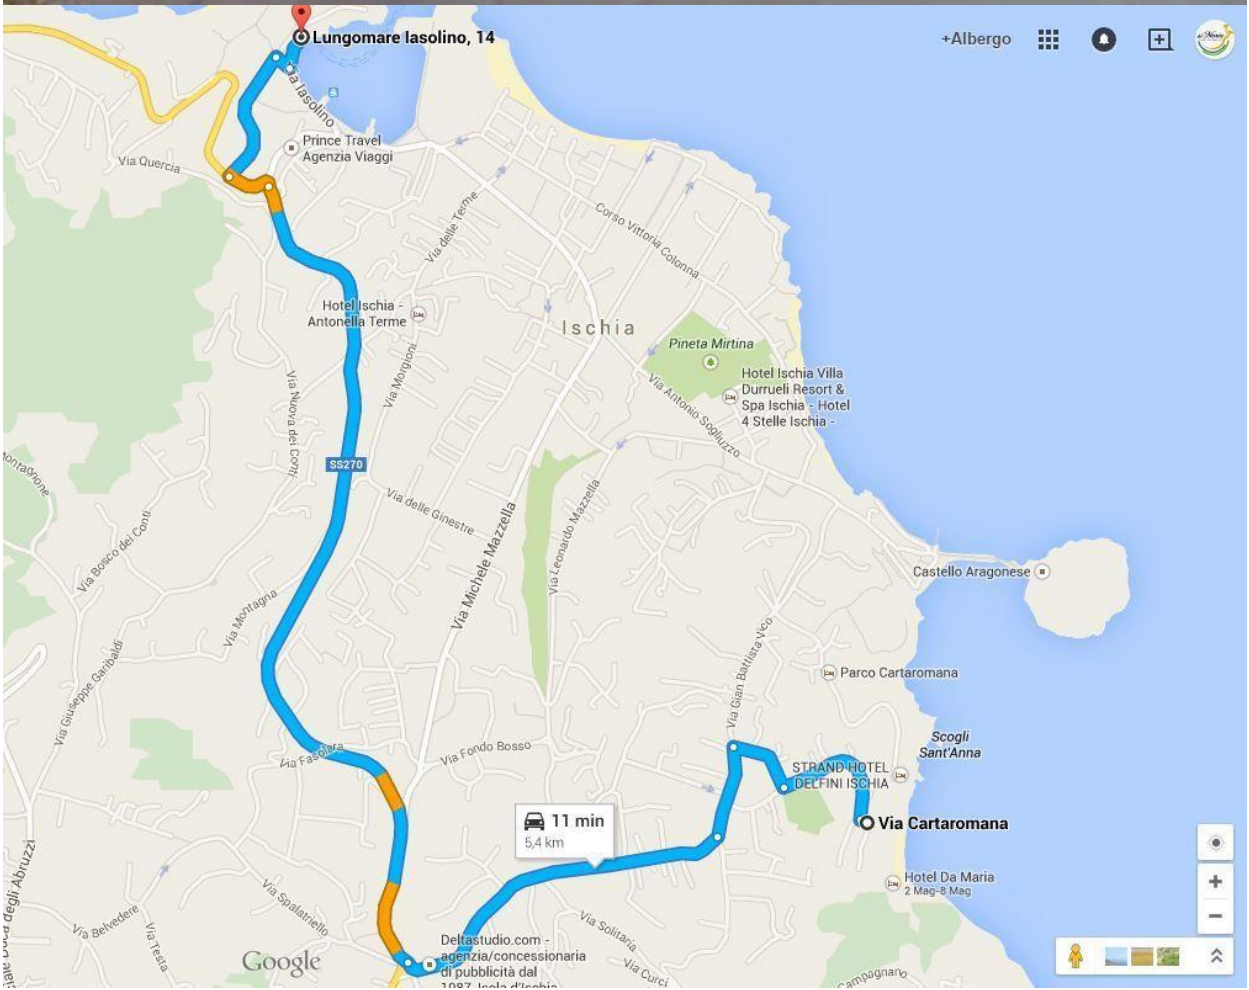 Lungomare Iasolino, 14
+Albergo
Iasolino
Prince Travel
Agenzia Viaggi
Via Quercia
Via delle Terme
Corso Vittoria Colonna
Hotel Ischia -
Antonella Terme
Ischia
Pineta Mirtina
Hotel Ischia Villa
Durrueli Resort &
Spa Ischia - Hotel
4 Stelle Ischia -
Via Morgioni
Via Nuova dei Conti
Via Antonio Sogliuzzo
SS270
Montagnone
Via delle Ginestre
Via Leonardo Mazzella
Via Michele Mazzella
Via Bosco dei Conti
Castello Aragonese
Via Montagna
Via Giuseppe Garibaldi
Via Gian Battista Vico
Parco Cartaromana
Scogli
Sant'Anna
Via Fasolara
Via Fondo Bosso
STRAND HOTEL
DELFINI ISCHIA
11 min
5,4 km
Via Cartaromana
degli Abruzzi
Hotel Da Maria
2 Mag-8 Mag
Via Spalatriello
Via Belvedere
Via Testa
Via Solitaria
Google
Deltastudio.com -
agenzia/concessionaria
di pubblicità dal
1987, Isola d'Ischia
Via Curci
Campagnano